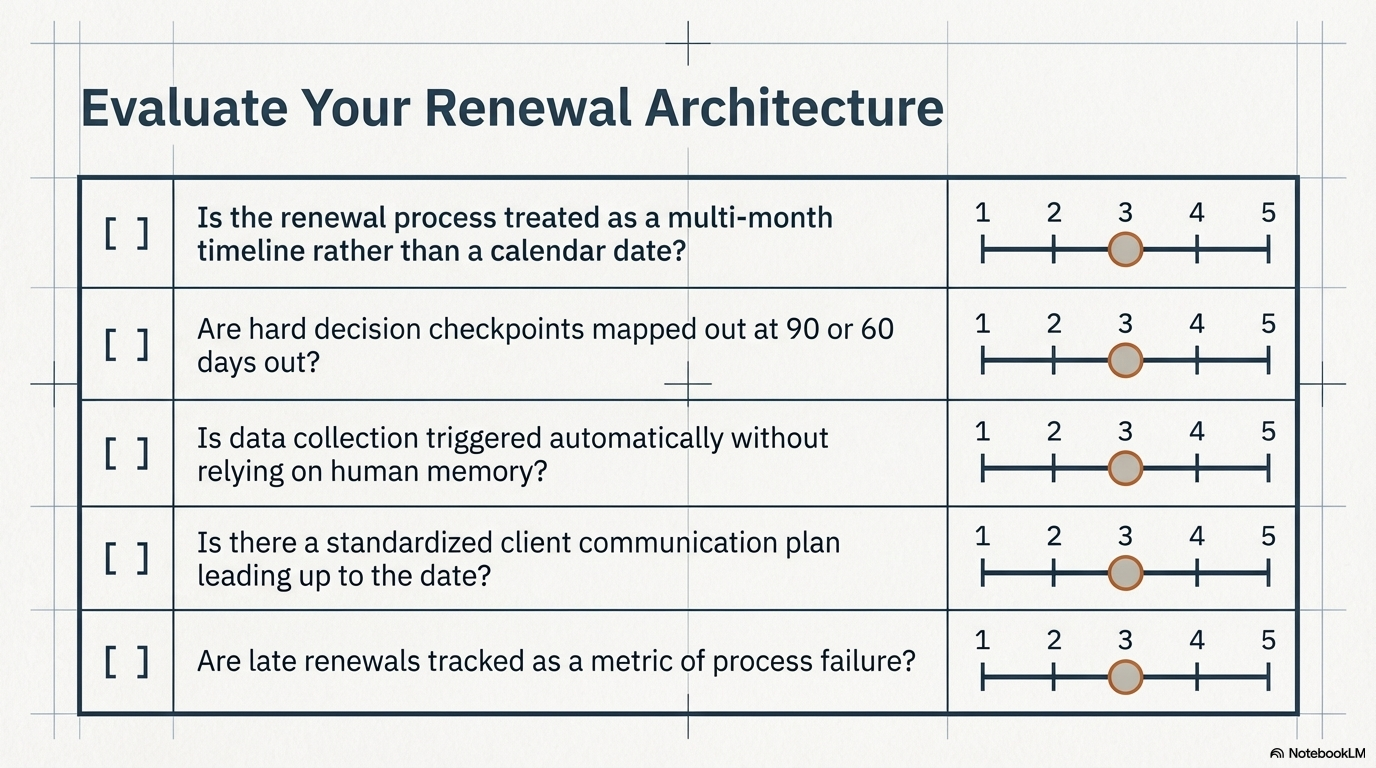 Evaluate Your Renewal Architecture
[ ]
Is the renewal process treated as a multi-month
timeline rather than a calendar date?
1 2 3 4 5
[ ]
Are hard decision checkpoints mapped out at 90 or 60
days out?
1 2 3 4 5
[ ]
Is data collection triggered automatically without
relying on human memory?
1 2 3 4 5
[ ]
Is there a standardized client communication plan
leading up to the date?
1 2 3 4 5
[ ]
Are late renewals tracked as a metric of process failure?
1 2 3 4 5
NotebookLM